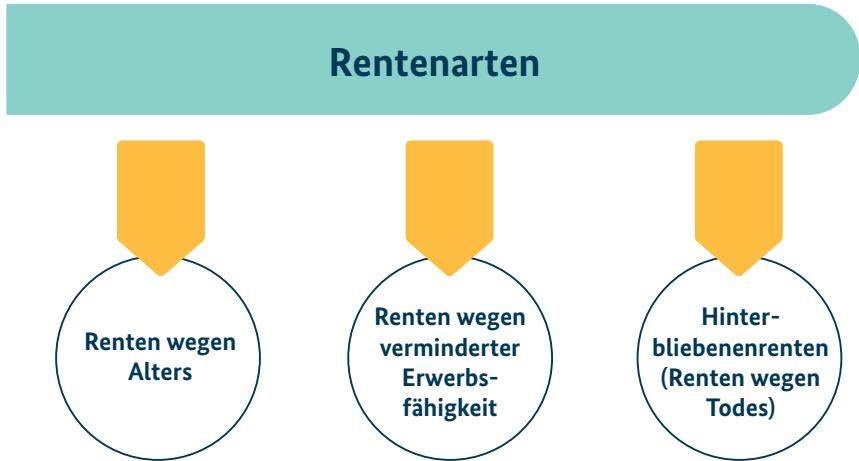 Rentenarten
Renten wegen
Alters
Renten wegen
verminderter
Erwerbs-
fähigkeit
Hinter-
bliebenenrenten
(Renten wegen
Todes)